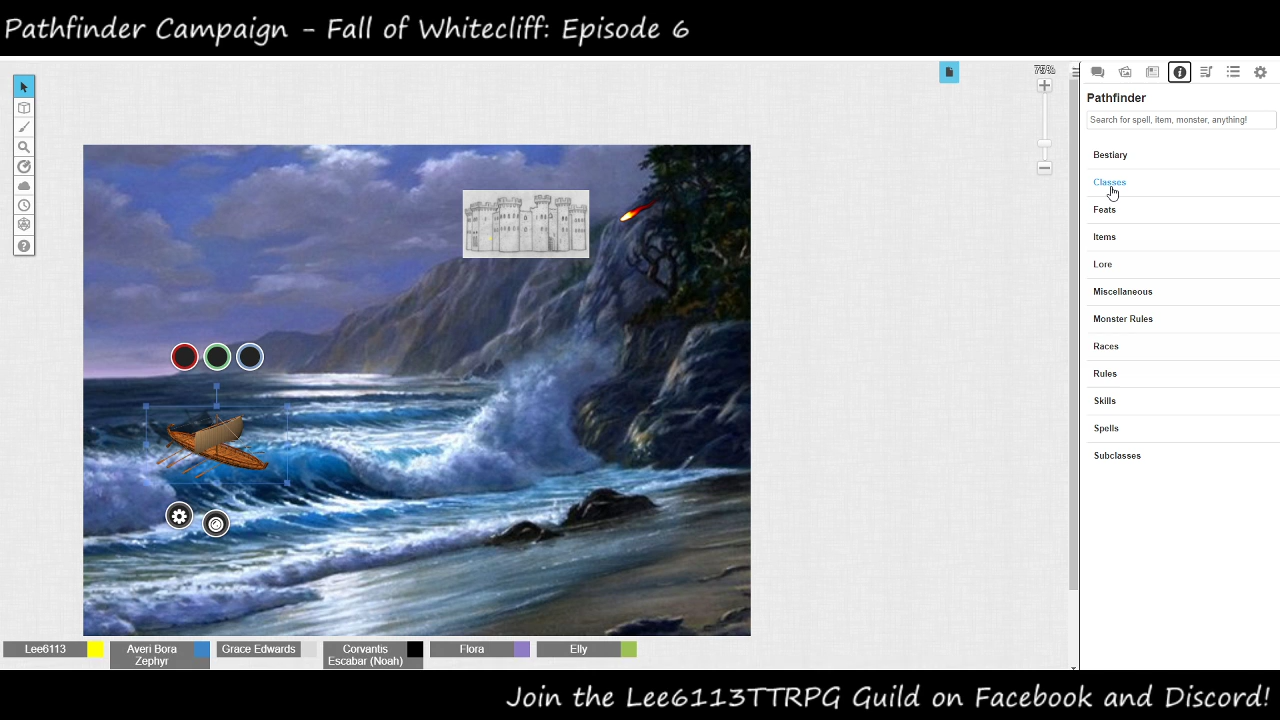 Pathfinder Campaign - Fall of Whitecliff: Episode 6
75%
Pathfinder
Search for spell, item, monster, anything!
Bestiary
Classes
Feats
Items
Lore
Miscellaneous
Monster Rules
Races
Rules
Skills
Spells
Subclasses
Lee6113
Averi Bora
Zephyr
Grace Edwards
Corvantis
Escabar (Noah)
Flora
Elly
Join the Lee6113TTRPG Guild on Facebook and Discord!